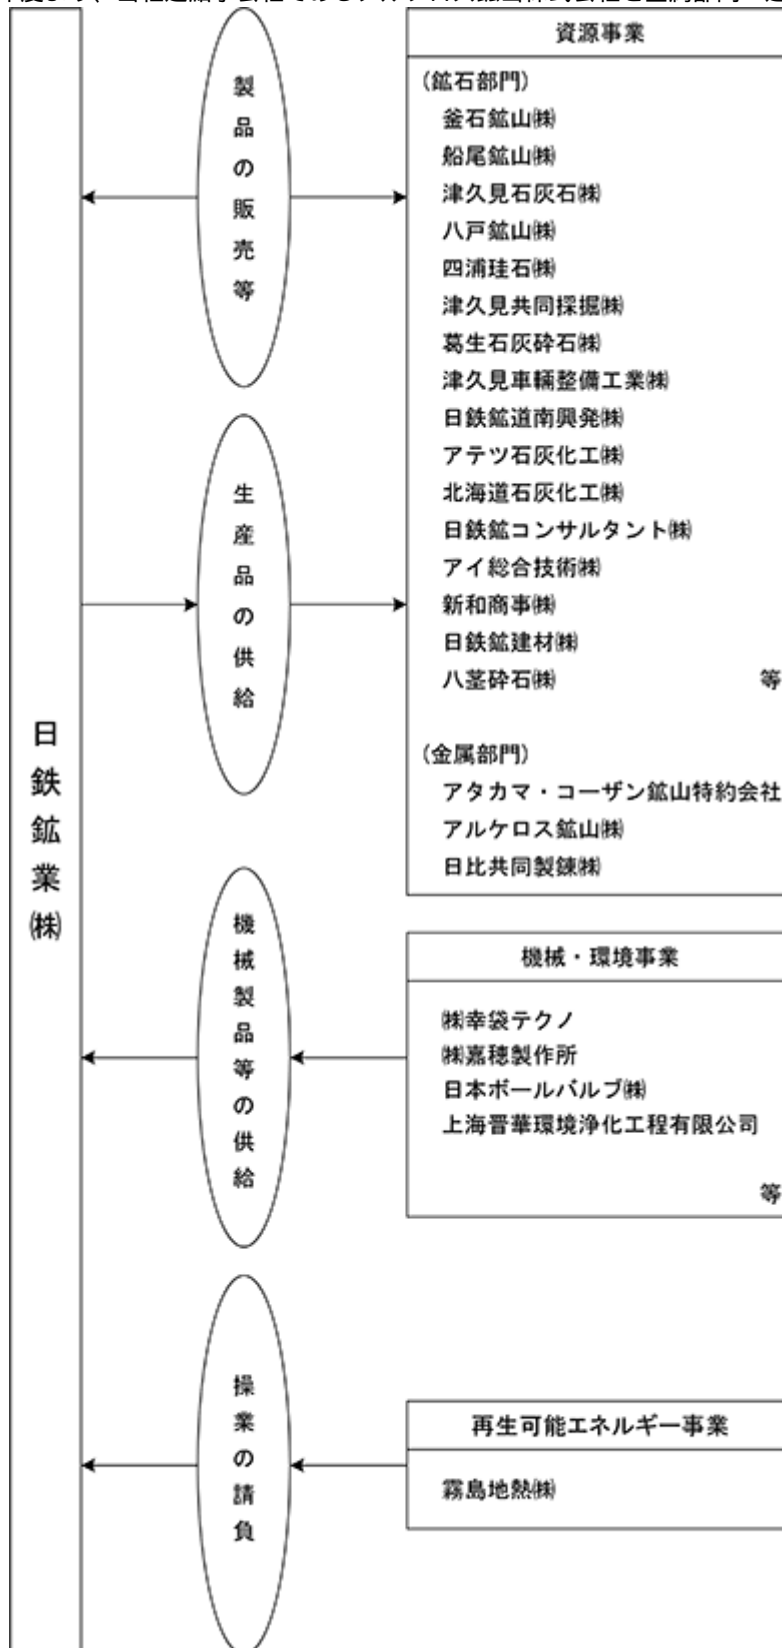 日鉄鉱業㈱
製品の販売等
生産品の供給
機械製品等の供給
操業の請負
資源事業
(鉱石部門)
釜石鉱山㈱
船尾鉱山㈱
津久見石灰石㈱
八戸鉱山㈱
四浦珪石㈱
津久見共同採掘㈱
葛生石灰砕石㈱
津久見車輛整備工業㈱
日鉄鉱道南興発㈱
アテツ石灰化工㈱
北海道石灰化工㈱
日鉄鉱コンサルタント㈱
アイ総合技術㈱
新和商事㈱
日鉄鉱建材㈱
八茎砕石㈱ 等
(金属部門)
アタカマ・コーザン鉱山特約会社
アルケロス鉱山㈱
日比共同製錬㈱
機械・環境事業
㈱幸袋テクノ
㈱嘉穂製作所
日本ボールバルブ㈱
上海晋華環境浄化工程有限公司
等
再生可能エネルギー事業
霧島地熱㈱